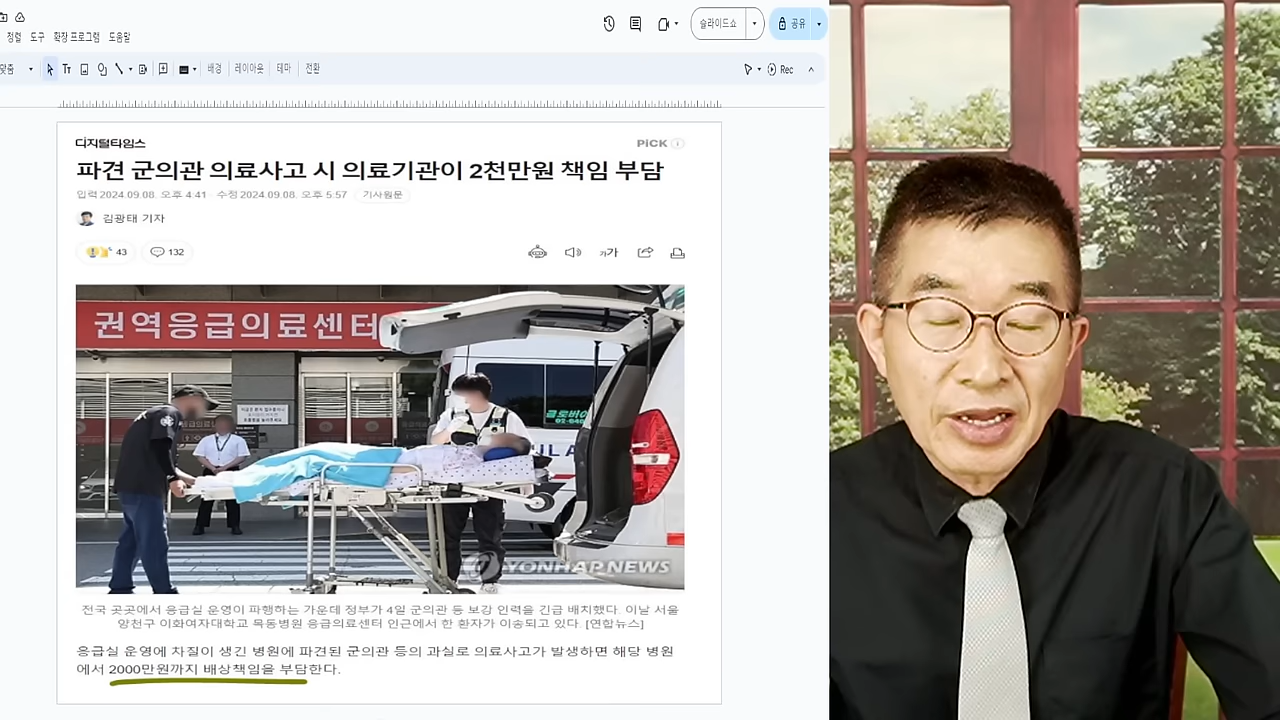 정렬 도구 확장 프로그램 도움말
슬라이드쇼
공유
맞춤
배경 레이아웃 테마 전환
Rec
디지털타임스
PiCK
파견 군의관 의료사고 시 의료기관이 2천만원 책임 부담
입력 2024.09.08. 오후 4:41 · 수정 2024.09.08. 오후 5:57 기사원문
김광태 기자
43
132
가가
권역응급의료센터
글로버
YONHAP NEWS
전국 곳곳에서 응급실 운영이 파행하는 가운데 정부가 4일 군의관 등 보강 인력을 긴급 배치했다. 이날 서울
양천구 이화여자대학교 목동병원 응급의료센터 인근에서 한 환자가 이송되고 있다. [연합뉴스]
응급실 운영에 차질이 생긴 병원에 파견된 군의관 등의 과실로 의료사고가 발생하면 해당 병원
에서 2000만원까지 배상책임을 부담한다.